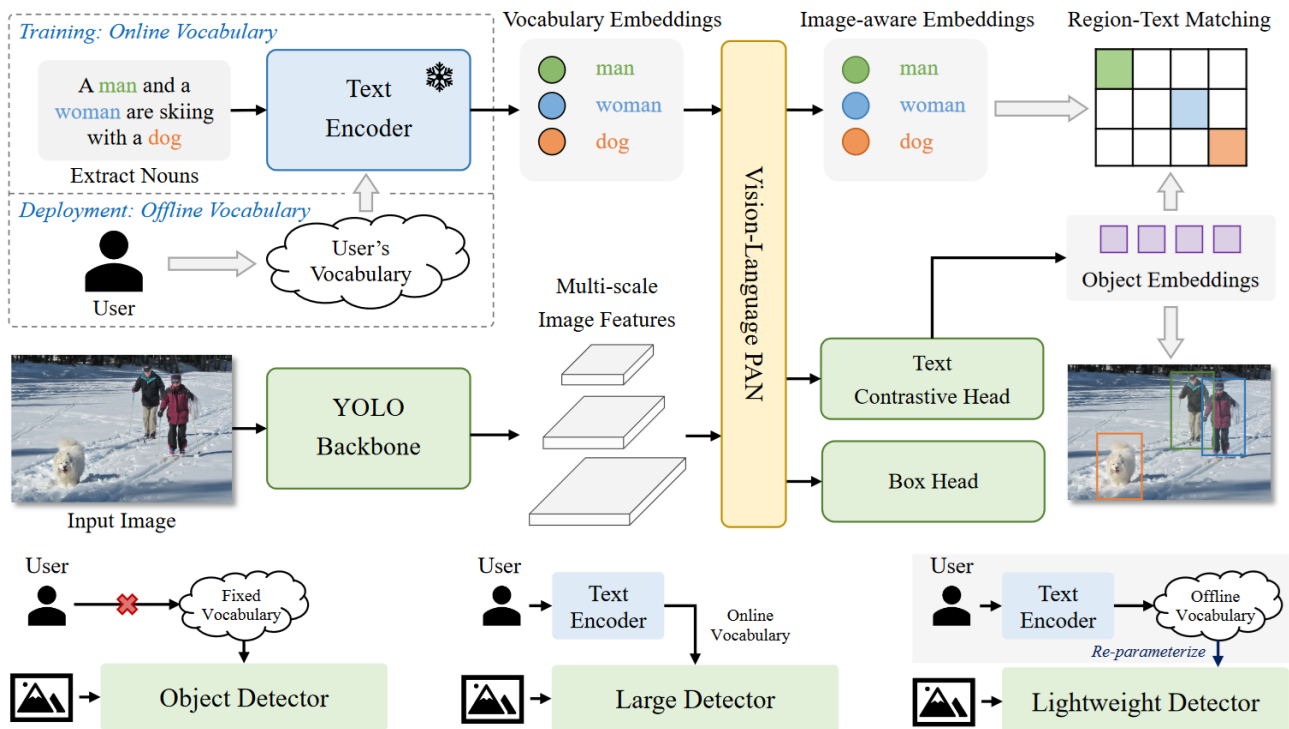 Training: Online Vocabulary
A man and a
woman are skiing
with a dog
Extract Nouns
Text
Encoder
Vocabulary Embeddings
man
woman
dog
Image-aware Embeddings
man
woman
dog
Region-Text Matching
Deployment: Offline Vocabulary
User
User's
Vocabulary
Vision-Language PAN
Object Embeddings
Multi-scale
Image Features
Input Image
YOLO
Backbone
Text
Contrastive Head
Box Head
User
Fixed
Vocabulary
Object Detector
User
Text
Encoder
Online
Vocabulary
Large Detector
User
Text
Encoder
Offline
Vocabulary
Re-parameterize
Lightweight Detector